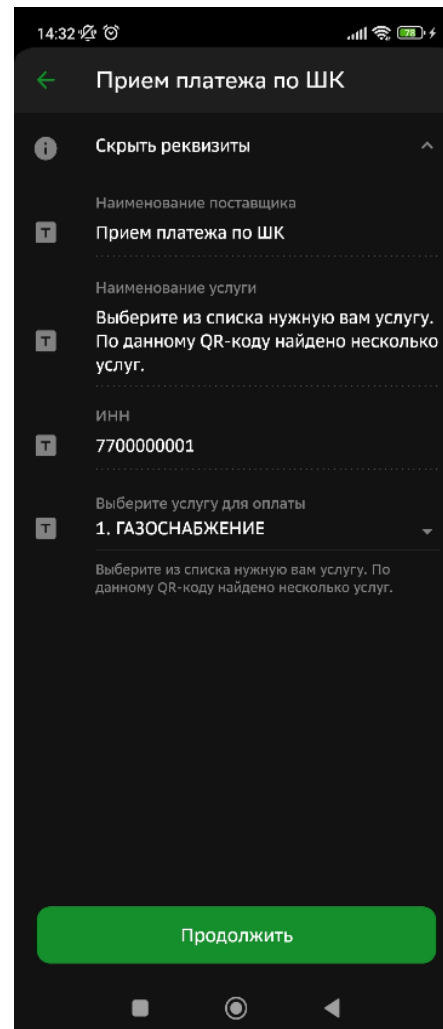 14:32
78
Прием платежа по ШК
Скрыть реквизиты
Наименование поставщика
Прием платежа по ШК
Наименование услуги
Выберите из списка нужную вам услугу.
По данному QR-коду найдено несколько
услуг.
ИНН
7700000001
Выберите услугу для оплаты
1. ГАЗОСНАБЖЕНИЕ
Выберите из списка нужную вам услугу. По
данному QR-коду найдено несколько услуг.
Продолжить